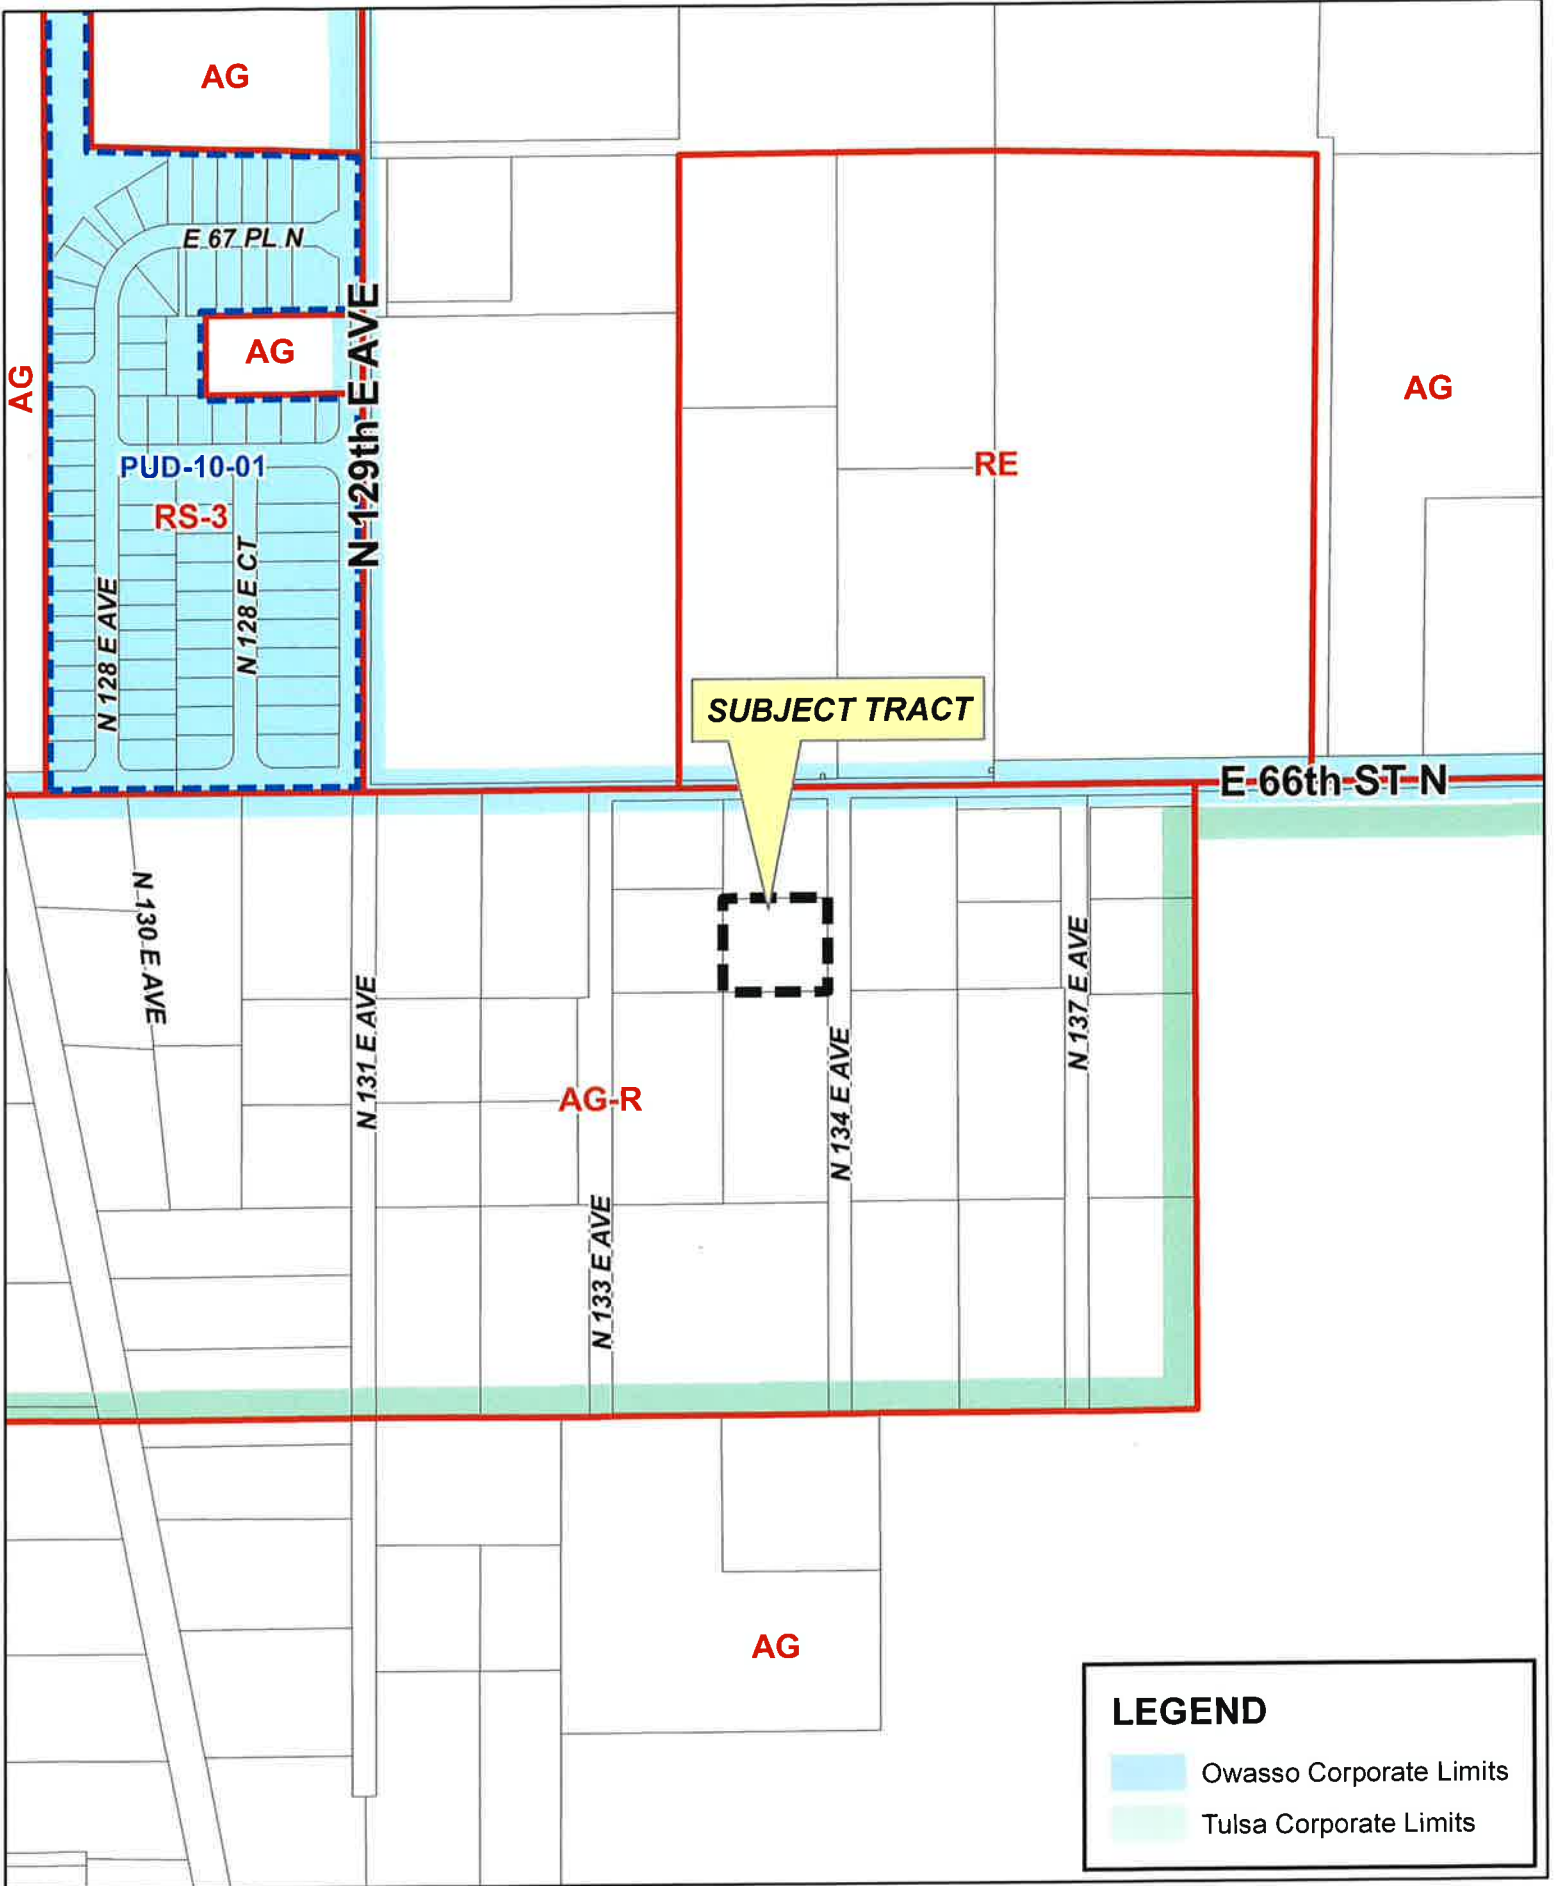 AG
E 67 PL N
AG
N 129th E AVE
AG
AG
PUD-10-01
RE
RS-3
N 128 E CT
N 128 E AVE
SUBJECT TRACT
E 66th ST N
N 130 E AVE
N 131 E AVE
N 137 E AVE
N 134 E AVE
AG-R
N 133 E AVE
AG
LEGEND
Owasso Corporate Limits
Tulsa Corporate Limits